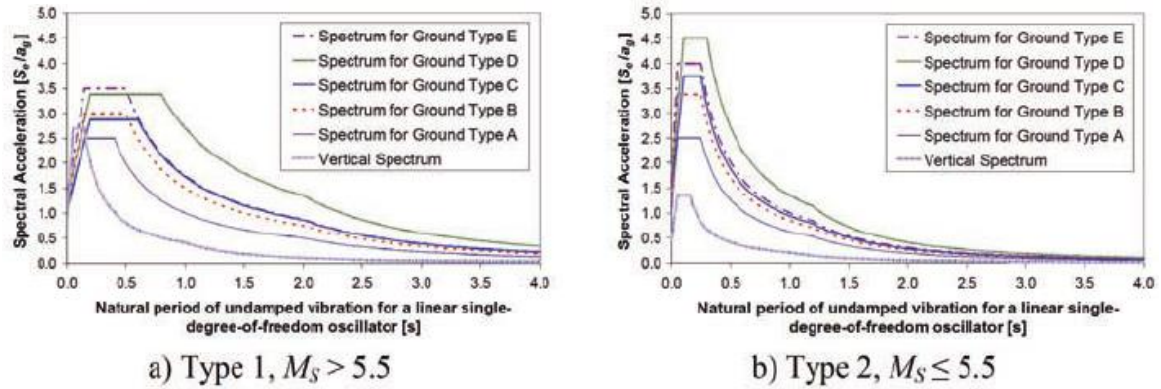 Spectral Acceleration [Sₑ/a_g]
5.0
4.5
4.0
3.5
3.0
2.5
2.0
1.5
1.0
0.5
0.0
Spectrum for Ground Type E
Spectrum for Ground Type D
Spectrum for Ground Type C
Spectrum for Ground Type B
Spectrum for Ground Type A
Vertical Spectrum
0.0 0.5 1.0 1.5 2.0 2.5 3.0 3.5 4.0
Natural period of undamped vibration for a linear single-
degree-of-freedom oscillator [s]
a) Type 1, M_S > 5.5
Spectral Acceleration [Sₑ/a_g]
5.0
4.5
4.0
3.5
3.0
2.5
2.0
1.5
1.0
0.5
0.0
Spectrum for Ground Type E
Spectrum for Ground Type D
Spectrum for Ground Type C
Spectrum for Ground Type B
Spectrum for Ground Type A
Vertical Spectrum
0.0 0.5 1.0 1.5 2.0 2.5 3.0 3.5 4.0
Natural period of undamped vibration for a linear single-
degree-of-freedom oscillator [s]
b) Type 2, M_S ≤ 5.5